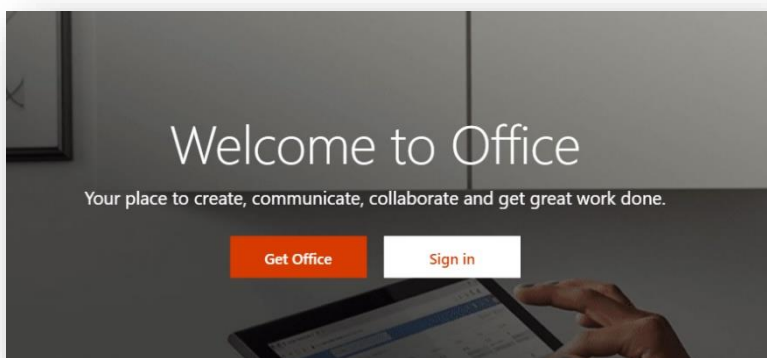 Welcome to Office
Your place to create, communicate, collaborate and get great work done.
Get Office
Sign in